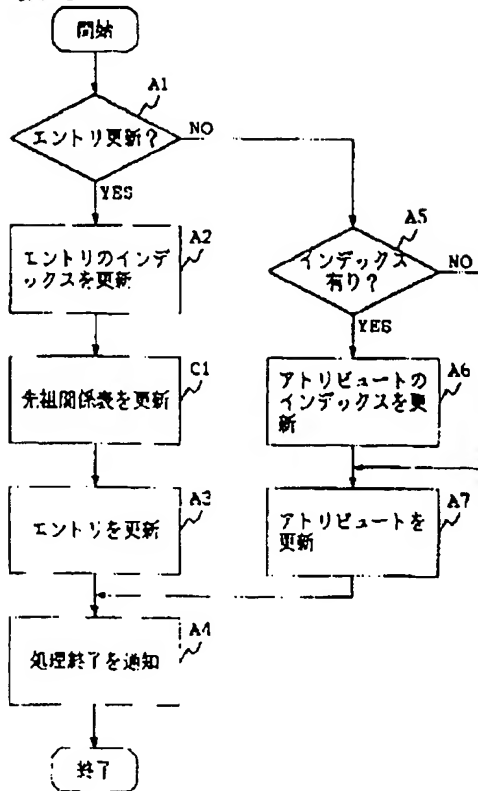 開始
A1
エントリ更新?
NO
YES
A2
エントリのインデ
ックスを更新
A5
インデックス
有り?
NO
YES
C1
先祖関係表を更新
A6
アトリビュートの
インデックスを更
新
A3
エントリを更新
A7
アトリビュートを
更新
A4
処理終了を通知
終了